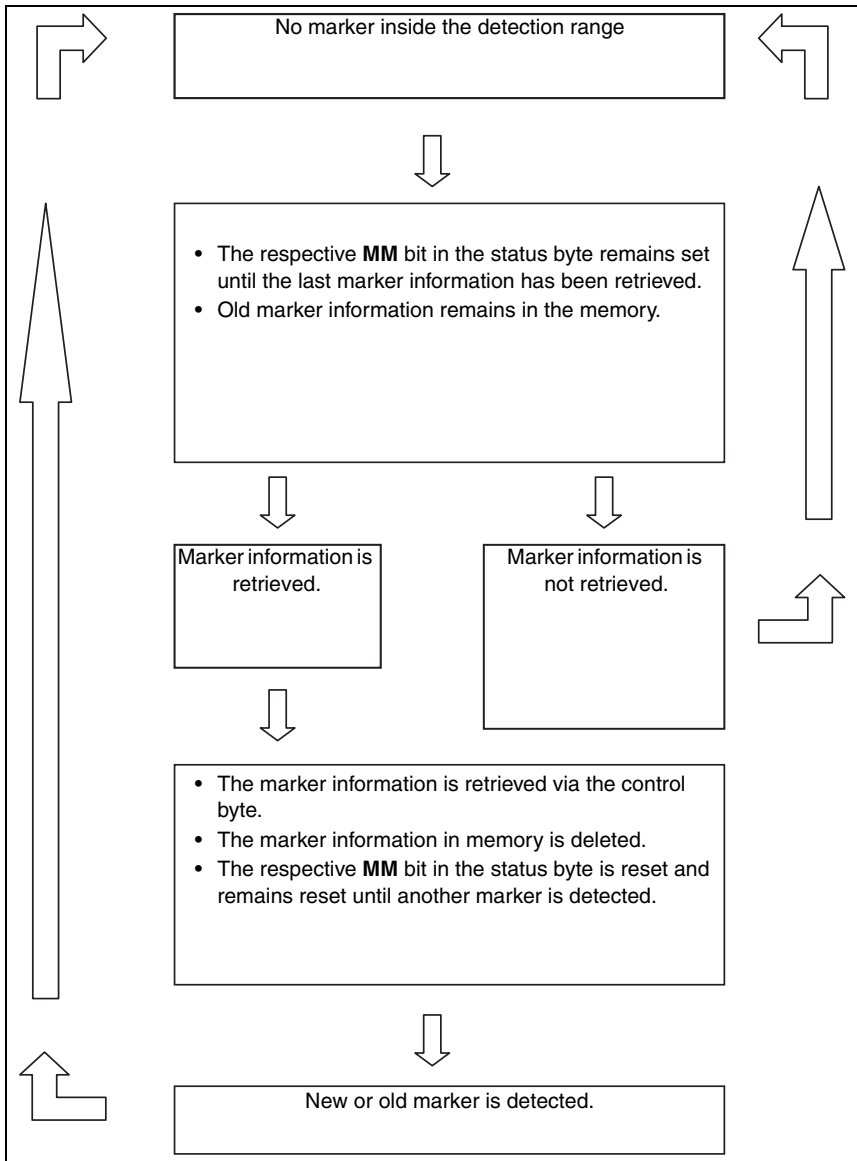 No marker inside the detection range
• The respective MM bit in the status byte remains set
until the last marker information has been retrieved.
• Old marker information remains in the memory.
Marker information is
retrieved.
Marker information is
not retrieved.
• The marker information is retrieved via the control
byte.
• The marker information in memory is deleted.
• The respective MM bit in the status byte is reset and
remains reset until another marker is detected.
New or old marker is detected.